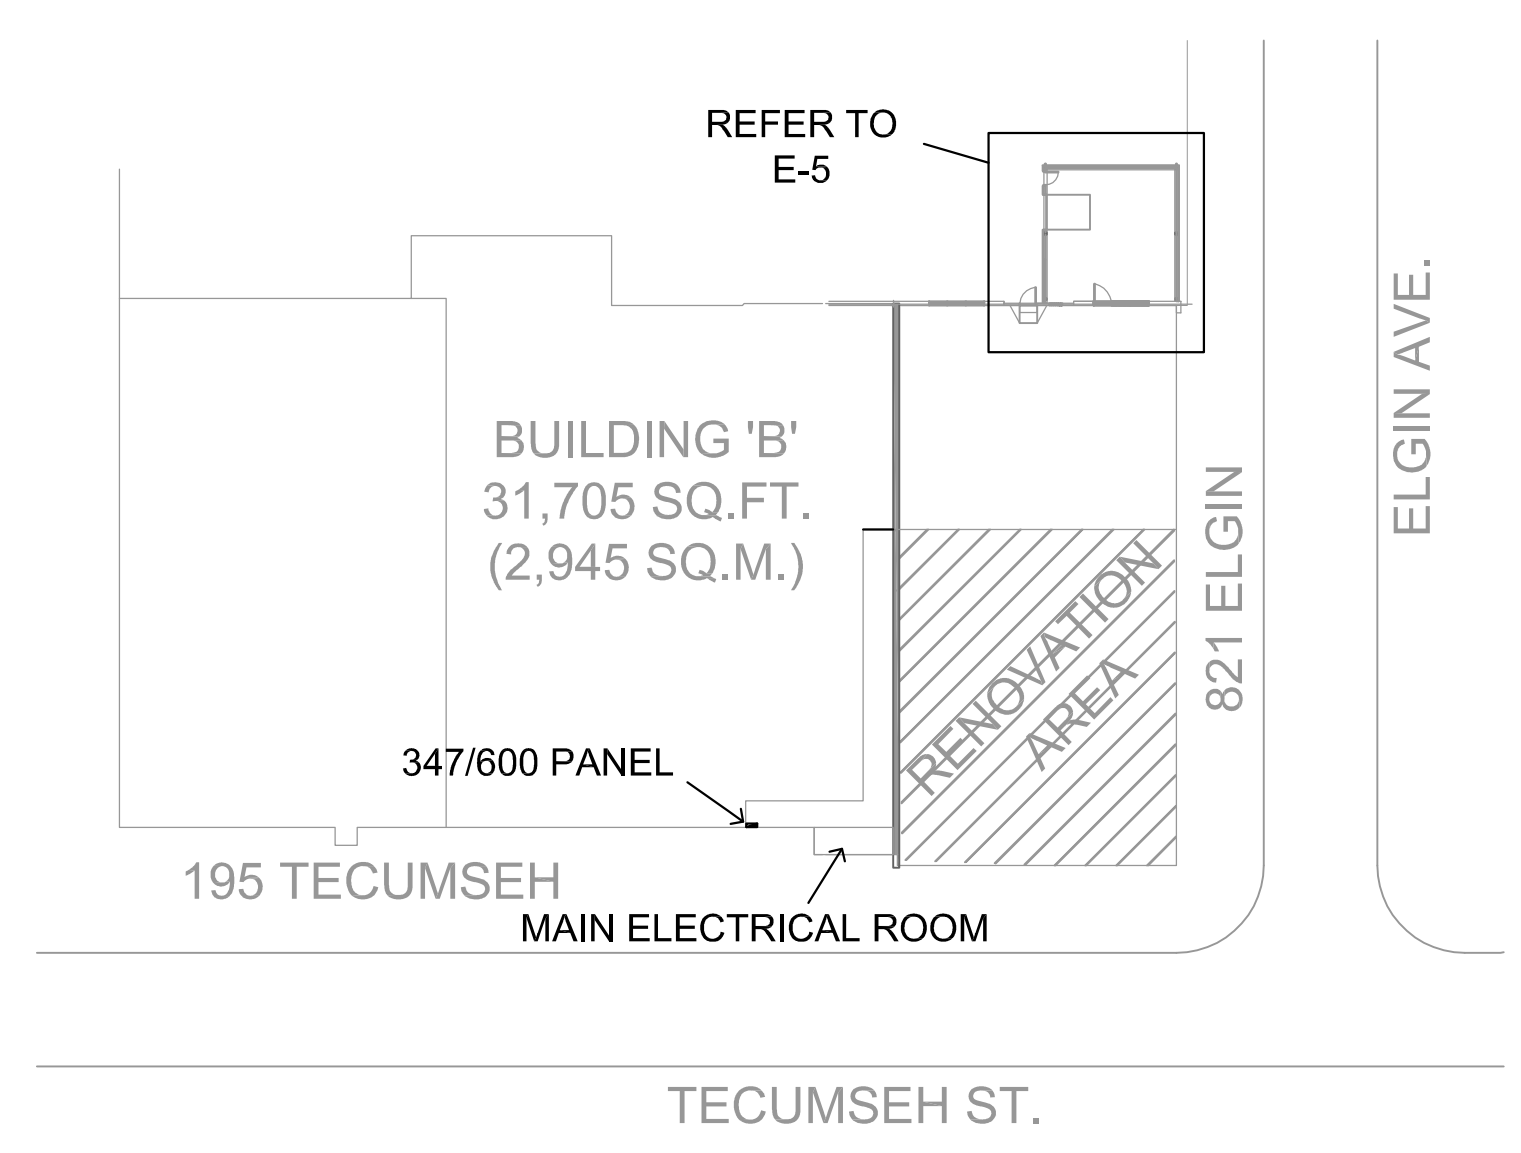 REFER TO
E-5
BUILDING 'B'
31,705 SQ.FT.
(2,945 SQ.M.)
ELGIN AVE.
821 ELGIN
RENOVATION
AREA
347/600 PANEL
195 TECUMSEH
MAIN ELECTRICAL ROOM
TECUMSEH ST.